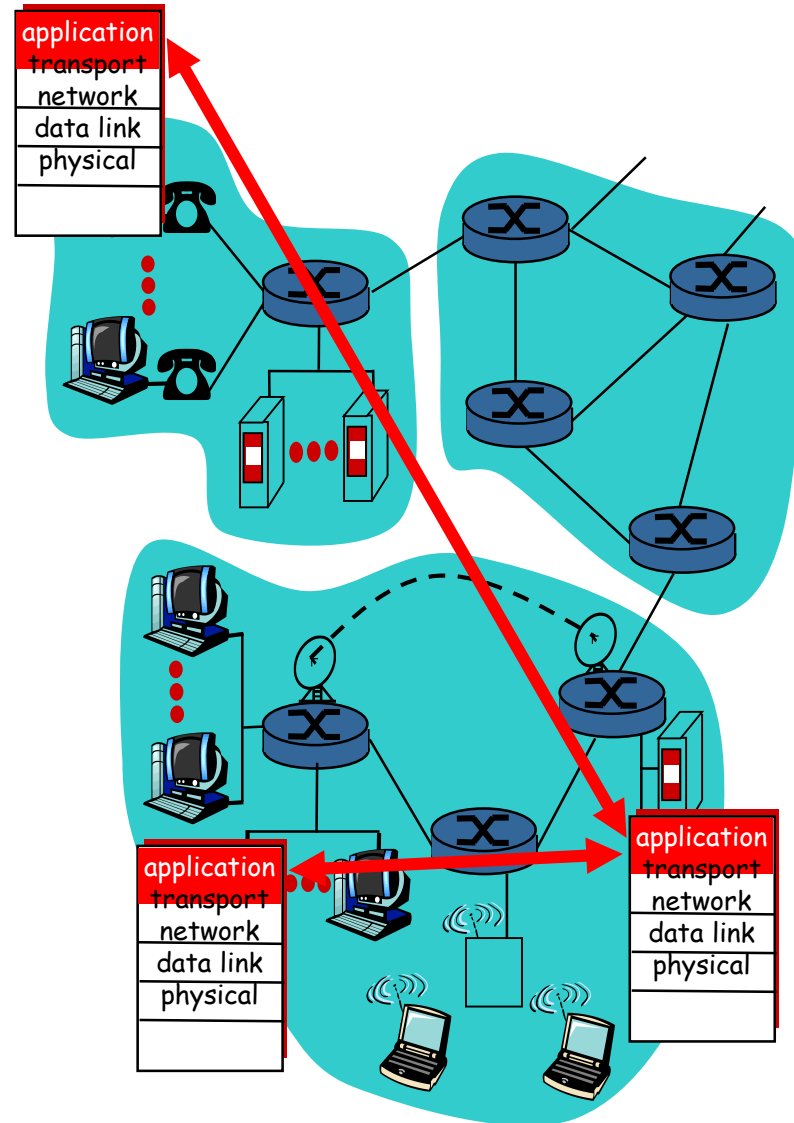 application
transport
network
data link
physical
application
transport
network
data link
physical
application
transport
network
data link
physical